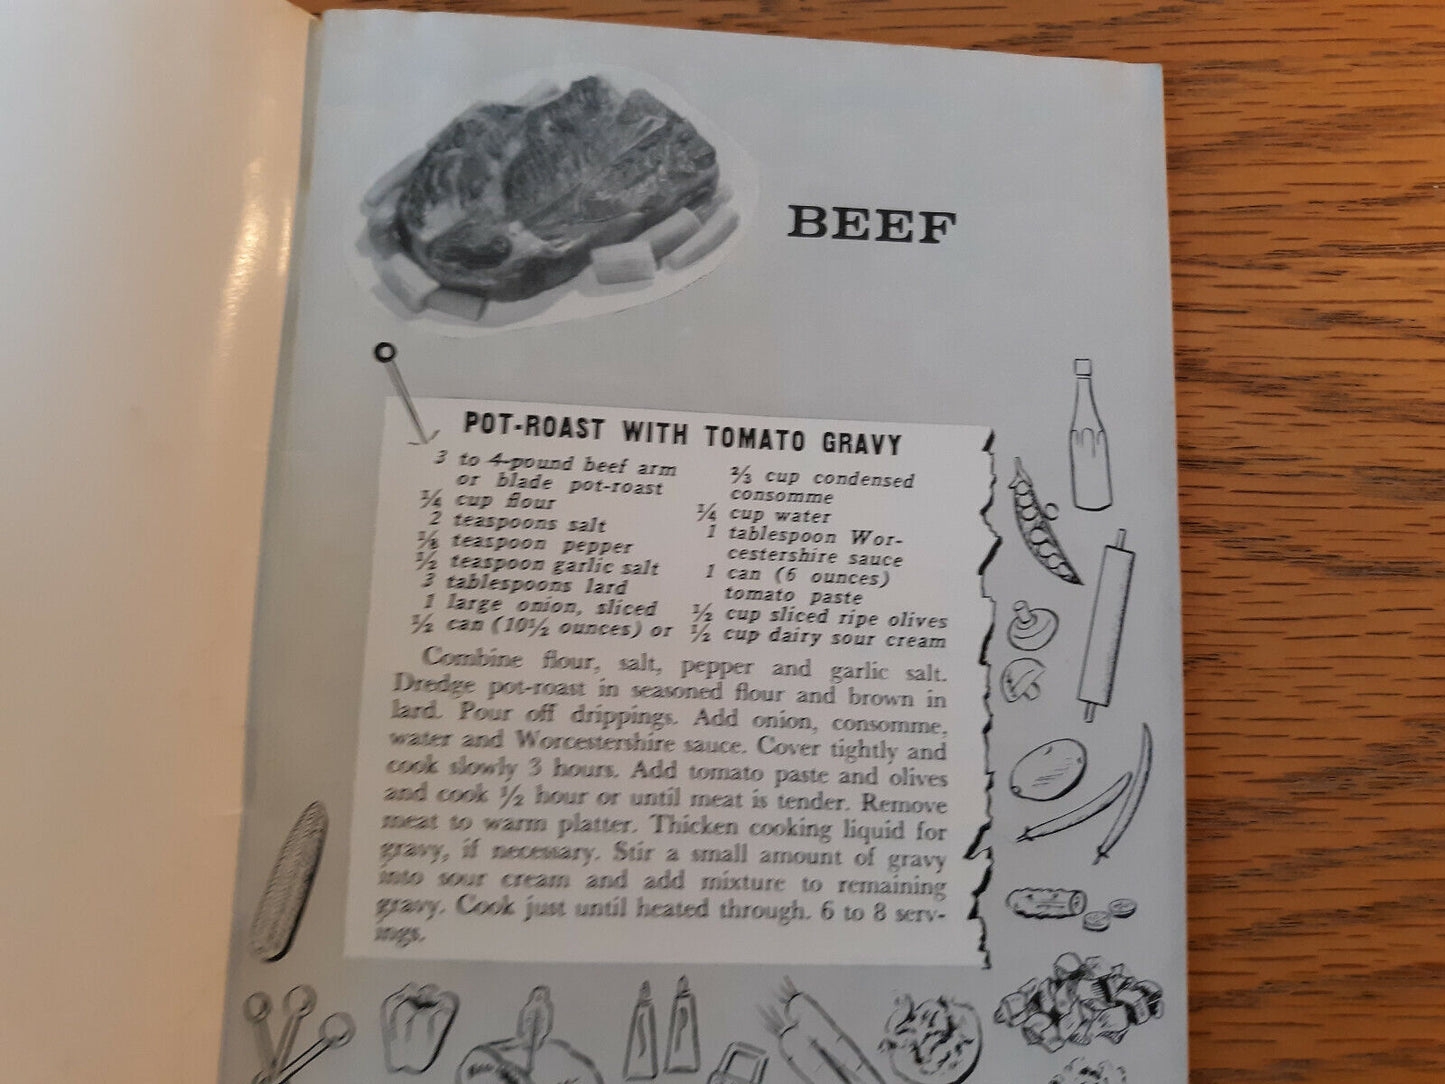 BEEF
POT-ROAST WITH TOMATO GRAVY
3 to 4-pound beef arm
or blade pot-roast
¼ cup flour
2 teaspoons salt
⅛ teaspoon pepper
½ teaspoon garlic salt
3 tablespoons lard
1 large onion, sliced
½ can (10½ ounces) or
⅔ cup condensed
consomme
¼ cup water
1 tablespoon Wor-
cestershire sauce
1 can (6 ounces)
tomato paste
½ cup sliced ripe olives
½ cup dairy sour cream
Combine flour, salt, pepper and garlic salt.
Dredge pot-roast in seasoned flour and brown in
lard. Pour off drippings. Add onion, consomme,
water and Worcestershire sauce. Cover tightly and
cook slowly 3 hours. Add tomato paste and olives
and cook ½ hour or until meat is tender. Remove
meat to warm platter. Thicken cooking liquid for
gravy, if necessary. Stir a small amount of gravy
into sour cream and add mixture to remaining
gravy. Cook just until heated through. 6 to 8 serv-
ings.